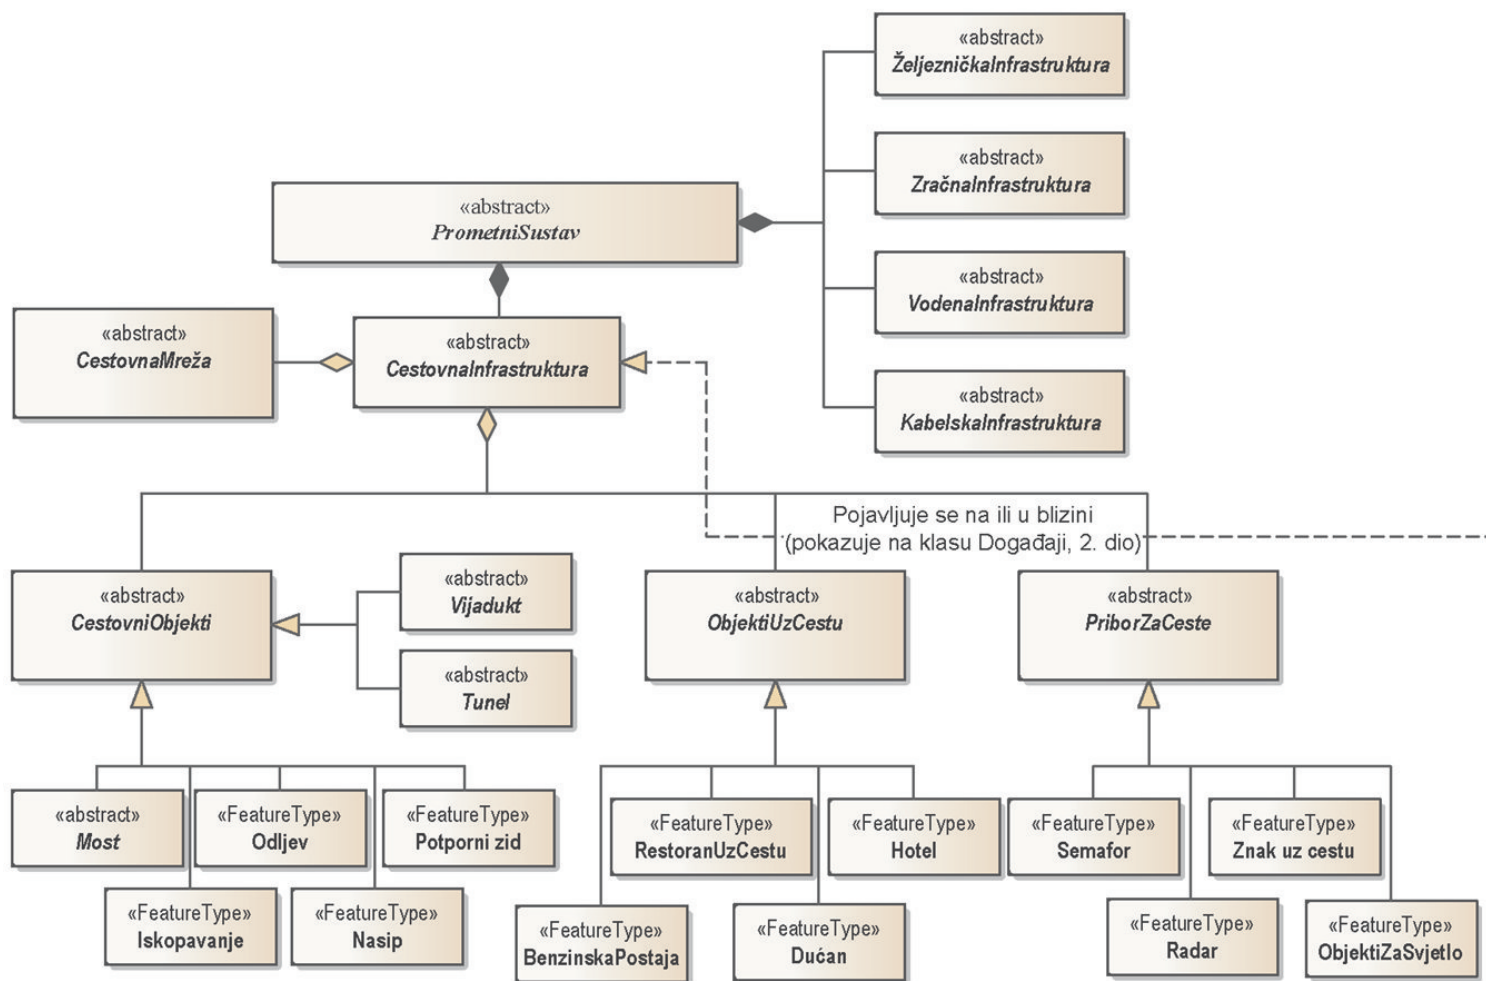 «abstract»
ŽeljezničkaInfrastruktura
«abstract»
ZračnaInfrastruktura
«abstract»
PrometniSustav
«abstract»
VodenaInfrastruktura
«abstract»
CestovnaMreža
«abstract»
CestovnaInfrastruktura
«abstract»
KabelskaInfrastruktura
Pojavljuje se na ili u blizini
(pokazuje na klasu Događaji, 2. dio)
«abstract»
CestovniObjekti
«abstract»
Vijadukt
«abstract»
Tunel
«abstract»
ObjektiUzCestu
«abstract»
PriborZaCeste
«abstract»
Most
«FeatureType»
Odljev
«FeatureType»
Potporni zid
«FeatureType»
Iskopavanje
«FeatureType»
Nasip
«FeatureType»
RestoranUzCestu
«FeatureType»
Hotel
«FeatureType»
BenzinskaPostaja
«FeatureType»
Dućan
«FeatureType»
Semafor
«FeatureType»
Znak uz cestu
«FeatureType»
Radar
«FeatureType»
ObjektiZaSvjetlo